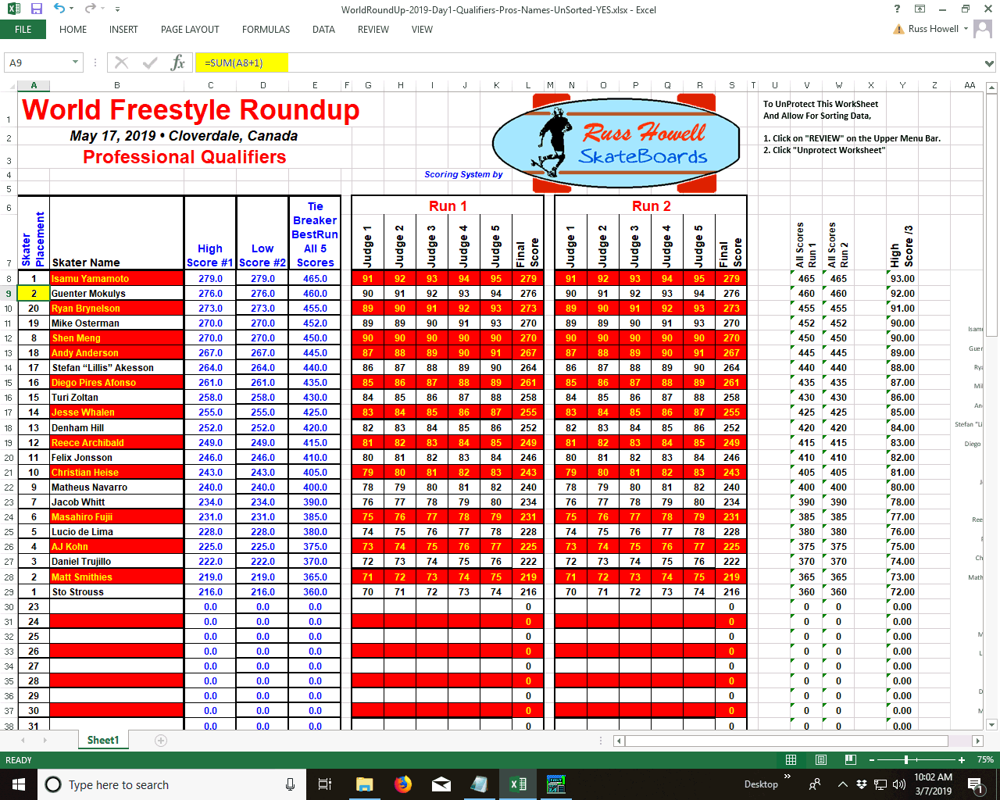 WorldRoundUp-2019-Day1-Qualifiers-Pros-Names-UnSorted-YES.xlsx - Excel
FILE HOME INSERT PAGE LAYOUT FORMULAS DATA REVIEW VIEW Russ Howell
A9 fx =SUM(A8+1)
A B C D E F G H I J K L M N O P Q R S T U V W X Y Z AA
1 World Freestyle Roundup
2 May 17, 2019 • Cloverdale, Canada
3 Professional Qualifiers
4 Scoring System by
5
Russ Howell
SkateBoards
To UnProtect This WorkSheet
And Allow For Sorting Data,
1. Click on "REVIEW" on the Upper Menu Bar.
2. Click "Unprotect Worksheet"
6 Run 1 Run 2
7 Skater Placement Skater Name High Score #1 Low Score #2 Tie Breaker BestRun All 5 Scores Judge 1 Judge 2 Judge 3 Judge 4 Judge 5 Final Score Judge 1 Judge 2 Judge 3 Judge 4 Judge 5 Final Score All Scores Run 1 All Scores Run 2 High Score /3
8 1 Isamu Yamamoto 279.0 279.0 465.0 91 92 93 94 95 279 91 92 93 94 95 279 465 465 93.00
9 2 Guenter Mokulys 276.0 276.0 460.0 90 91 92 93 94 276 90 91 92 93 94 276 460 460 92.00
10 20 Ryan Brynelson 273.0 273.0 455.0 89 90 91 92 93 273 89 90 91 92 93 273 455 455 91.00
11 19 Mike Osterman 270.0 270.0 452.0 89 89 90 91 93 270 89 89 90 91 93 270 452 452 90.00
12 8 Shen Meng 270.0 270.0 450.0 90 90 90 90 90 270 90 90 90 90 90 270 450 450 90.00
13 18 Andy Anderson 267.0 267.0 445.0 87 88 89 90 91 267 87 88 89 90 91 267 445 445 89.00
14 17 Stefan “Lillis” Akesson 264.0 264.0 440.0 86 87 88 89 90 264 86 87 88 89 90 264 440 440 88.00
15 16 Diego Pires Afonso 261.0 261.0 435.0 85 86 87 88 89 261 85 86 87 88 89 261 435 435 87.00
16 15 Turi Zoltan 258.0 258.0 430.0 84 85 86 87 88 258 84 85 86 87 88 258 430 430 86.00
17 14 Jesse Whalen 255.0 255.0 425.0 83 84 85 86 87 255 83 84 85 86 87 255 425 425 85.00
18 13 Denham Hill 252.0 252.0 420.0 82 83 84 85 86 252 82 83 84 85 86 252 420 420 84.00
19 12 Reece Archibald 249.0 249.0 415.0 81 82 83 84 85 249 81 82 83 84 85 249 415 415 83.00
20 11 Felix Jonsson 246.0 246.0 410.0 80 81 82 83 84 246 80 81 82 83 84 246 410 410 82.00
21 10 Christian Heise 243.0 243.0 405.0 79 80 81 82 83 243 79 80 81 82 83 243 405 405 81.00
22 9 Matheus Navarro 240.0 240.0 400.0 78 79 80 81 82 240 78 79 80 81 82 240 400 400 80.00
23 7 Jacob Whitt 234.0 234.0 390.0 76 77 78 79 80 234 76 77 78 79 80 234 390 390 78.00
24 6 Masahiro Fujii 231.0 231.0 385.0 75 76 77 78 79 231 75 76 77 78 79 231 385 385 77.00
25 5 Lucio de Lima 228.0 228.0 380.0 74 75 76 77 78 228 74 75 76 77 78 228 380 380 76.00
26 4 AJ Kohn 225.0 225.0 375.0 73 74 75 76 77 225 73 74 75 76 77 225 375 375 75.00
27 3 Daniel Trujillo 222.0 222.0 370.0 72 73 74 75 76 222 72 73 74 75 76 222 370 370 74.00
28 2 Matt Smithies 219.0 219.0 365.0 71 72 73 74 75 219 71 72 73 74 75 219 365 365 73.00
29 1 Sto Strouss 216.0 216.0 360.0 70 71 72 73 74 216 70 71 72 73 74 216 360 360 72.00
30 23 0.0 0.0 0.0 0 0 0 0 0.00
31 24 0.0 0.0 0.0 0 0 0 0 0.00
32 25 0.0 0.0 0.0 0 0 0 0 0.00
33 26 0.0 0.0 0.0 0 0 0 0 0.00
34 27 0.0 0.0 0.0 0 0 0 0 0.00
35 28 0.0 0.0 0.0 0 0 0 0 0.00
36 29 0.0 0.0 0.0 0 0 0 0 0.00
37 30 0.0 0.0 0.0 0 0 0 0 0.00
38 31 0.0 0.0 0.0 0 0 0 0 0.00
Sheet1
READY 75%
Type here to search Desktop 10:02 AM
3/7/2019